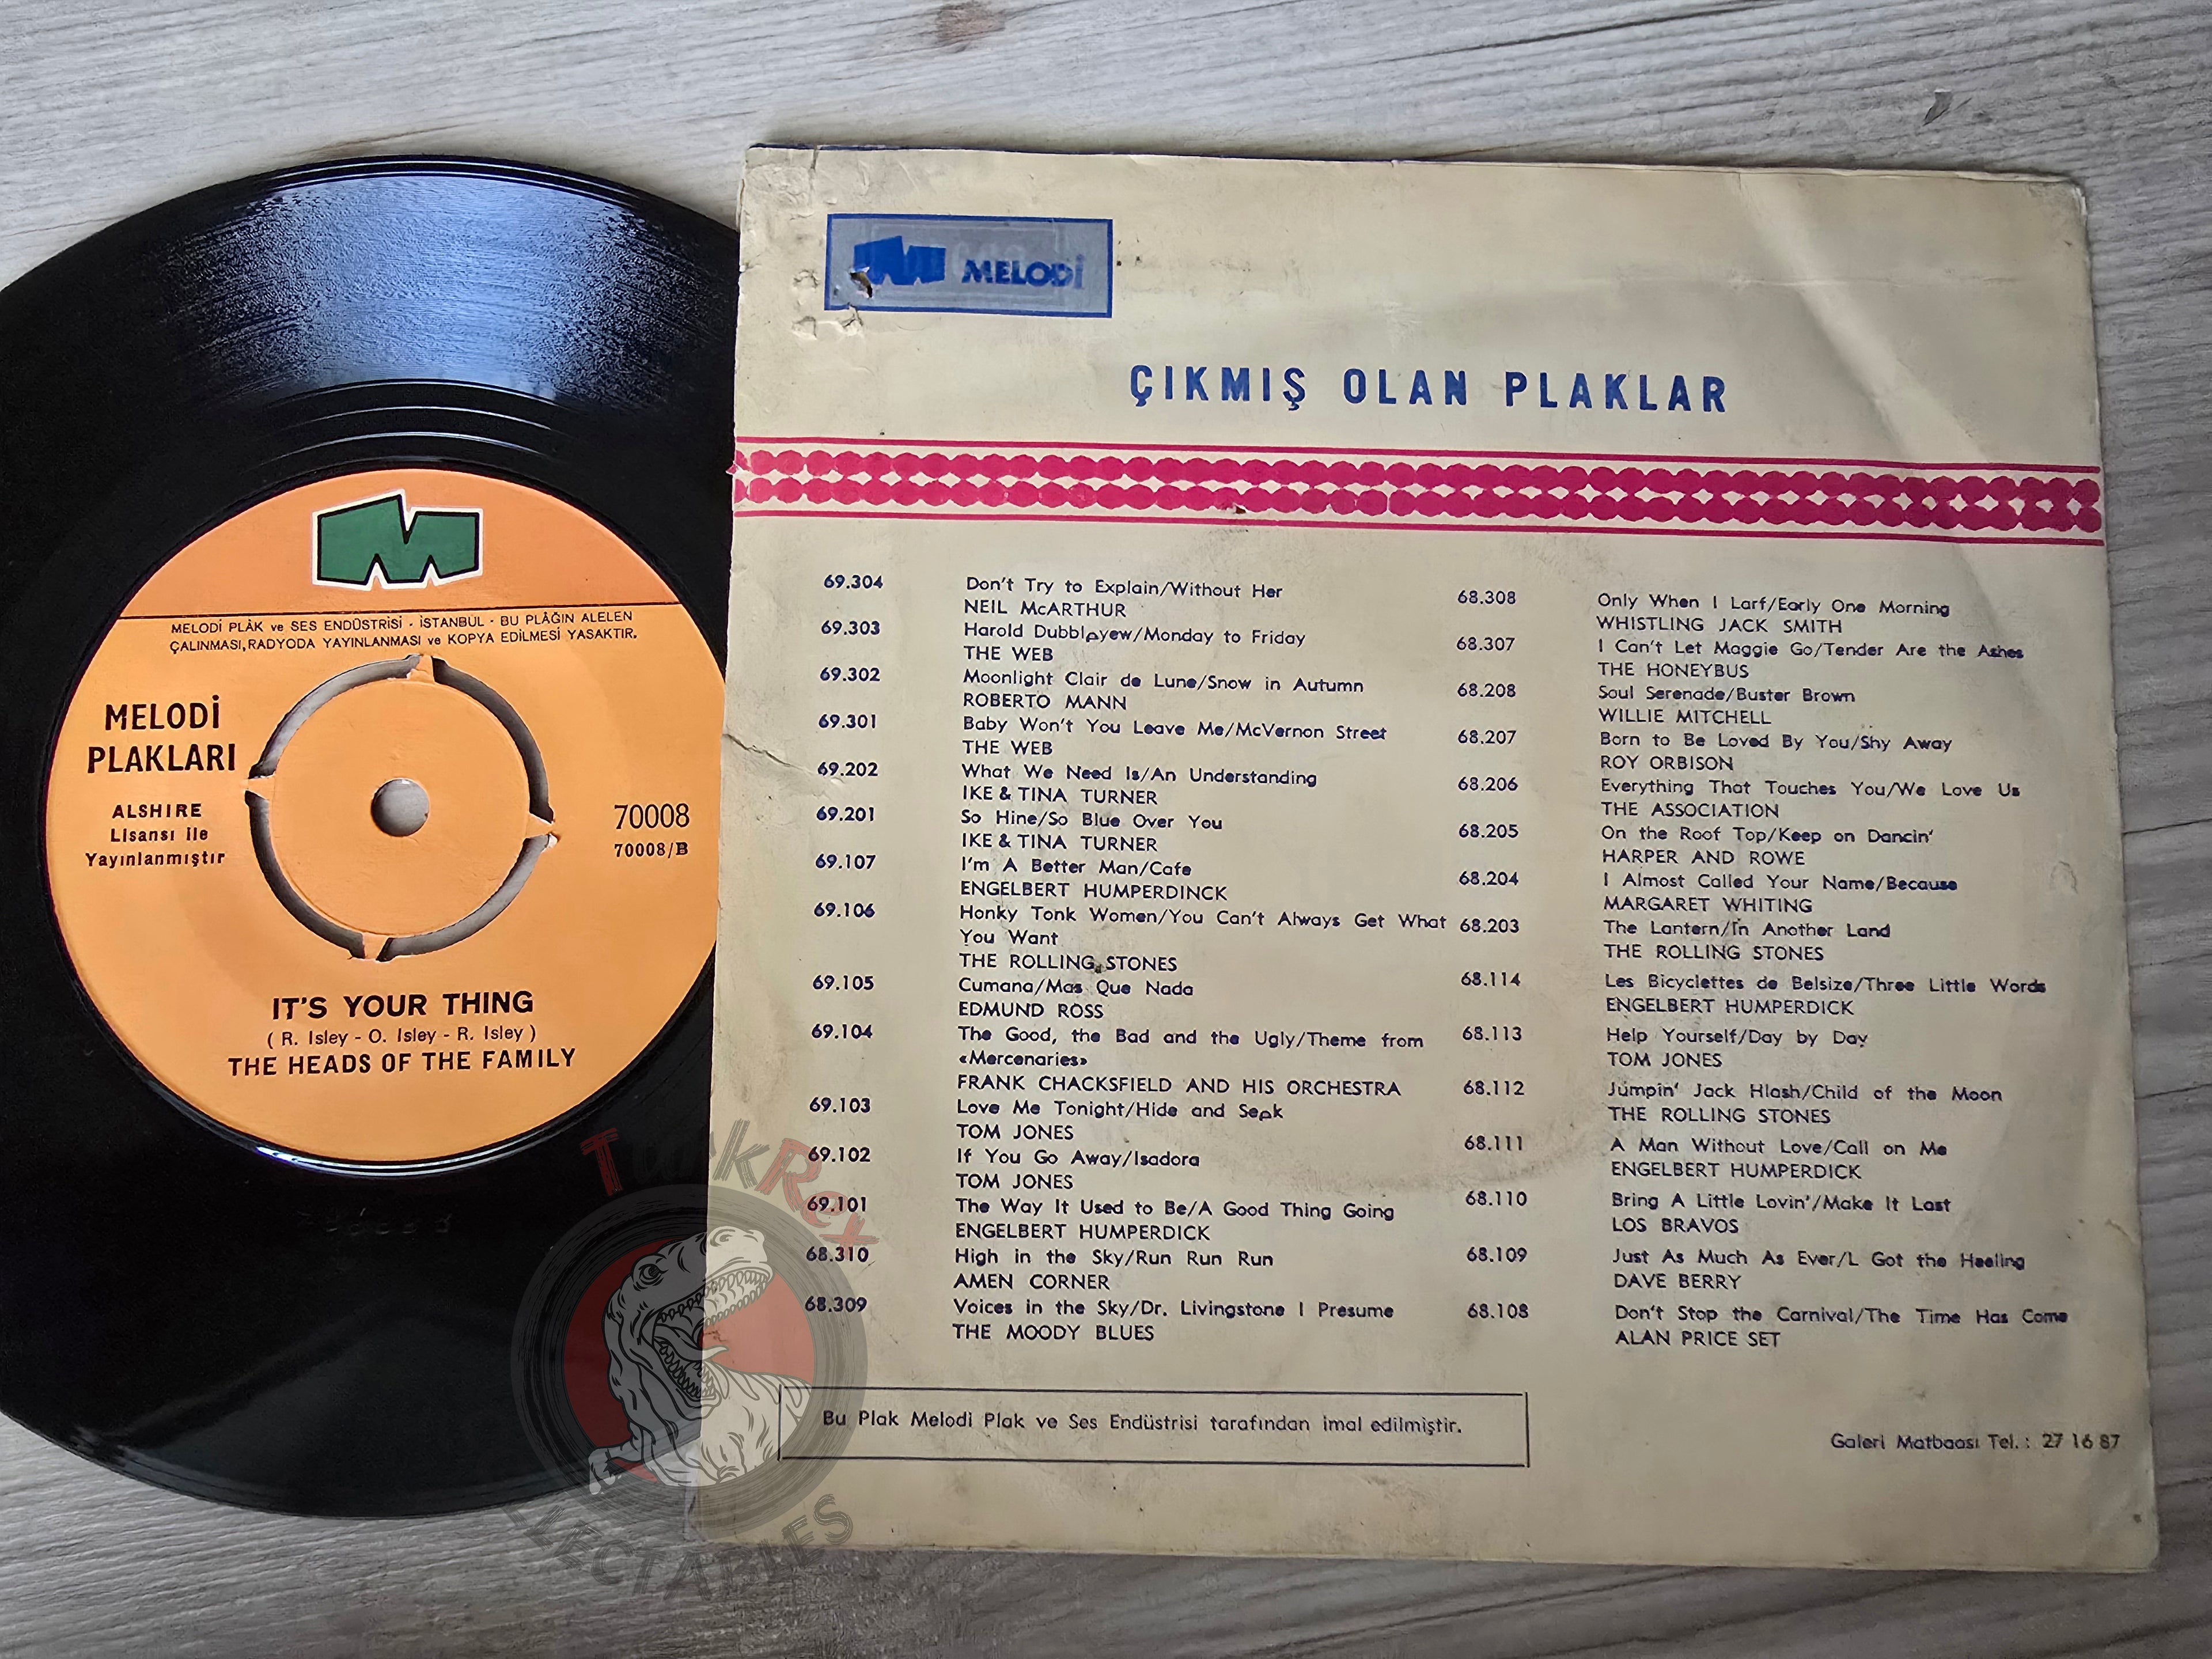 MELODİ PLÂK ve SES ENDÜSTRİSİ · İSTANBUL · BU PLÂĞIN ALELEN
ÇALINMASI, RADYODA YAYINLANMASI ve KOPYA EDİLMESİ YASAKTIR.
MELODİ
PLAKLARI
ALSHIRE
Lisansı ile
Yayınlanmıştır
70008
70008/B
IT'S YOUR THING
( R. Isley - O. Isley - R. Isley )
THE HEADS OF THE FAMILY
MELODİ
ÇIKMIŞ OLAN PLAKLAR
69.304 Don't Try to Explain/Without Her
NEIL McARTHUR
69.303 Harold Dubbleyew/Monday to Friday
THE WEB
69.302 Moonlight Clair de Lune/Snow in Autumn
ROBERTO MANN
69.301 Baby Won't You Leave Me/McVernon Street
THE WEB
69.202 What We Need Is/An Understanding
IKE & TINA TURNER
69.201 So Hine/So Blue Over You
IKE & TINA TURNER
69.107 I'm A Better Man/Cafe
ENGELBERT HUMPERDINCK
69.106 Honky Tonk Women/You Can't Always Get What
You Want
THE ROLLING STONES
69.105 Cumana/Mas Que Nada
EDMUND ROSS
69.104 The Good, the Bad and the Ugly/Theme from
«Mercenaries»
FRANK CHACKSFIELD AND HIS ORCHESTRA
69.103 Love Me Tonight/Hide and Seek
TOM JONES
69.102 If You Go Away/Isadora
TOM JONES
69.101 The Way It Used to Be/A Good Thing Going
ENGELBERT HUMPERDICK
68.310 High in the Sky/Run Run Run
AMEN CORNER
68.309 Voices in the Sky/Dr. Livingstone I Presume
THE MOODY BLUES
68.308 Only When I Larf/Early One Morning
WHISTLING JACK SMITH
68.307 I Can't Let Maggie Go/Tender Are the Ashes
THE HONEYBUS
68.208 Soul Serenade/Buster Brown
WILLIE MITCHELL
68.207 Born to Be Loved By You/Shy Away
ROY ORBISON
68.206 Everything That Touches You/We Love Us
THE ASSOCIATION
68.205 On the Roof Top/Keep on Dancin'
HARPER AND ROWE
68.204 I Almost Called Your Name/Because
MARGARET WHITING
68.203 The Lantern/In Another Land
THE ROLLING STONES
68.114 Les Bicyclettes de Belsize/Three Little Words
ENGELBERT HUMPERDICK
68.113 Help Yourself/Day by Day
TOM JONES
68.112 Jumpin' Jack Hlash/Child of the Moon
THE ROLLING STONES
68.111 A Man Without Love/Call on Me
ENGELBERT HUMPERDICK
68.110 Bring A Little Lovin'/Make It Last
LOS BRAVOS
68.109 Just As Much As Ever/L Got the Heeling
DAVE BERRY
68.108 Don't Stop the Carnival/The Time Has Come
ALAN PRICE SET
Bu Plak Melodi Plak ve Ses Endüstrisi tarafından imal edilmiştir.
Galeri Matbaası Tel. : 27 16 87